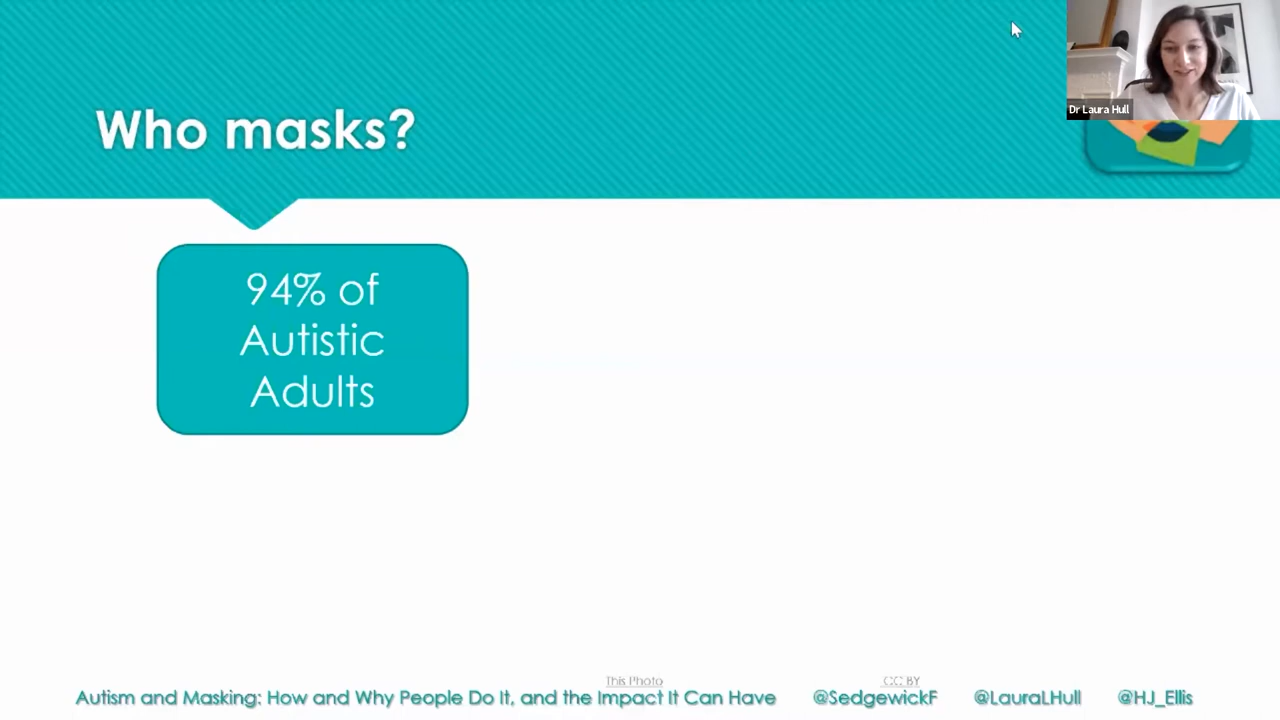 Dr Laura Hull
Who masks?
94% of
Autistic
Adults
This Photo
CC BY
Autism and Masking: How and Why People Do It, and the Impact It Can Have @SedgewickF @LauraLHull @HJ_Ellis